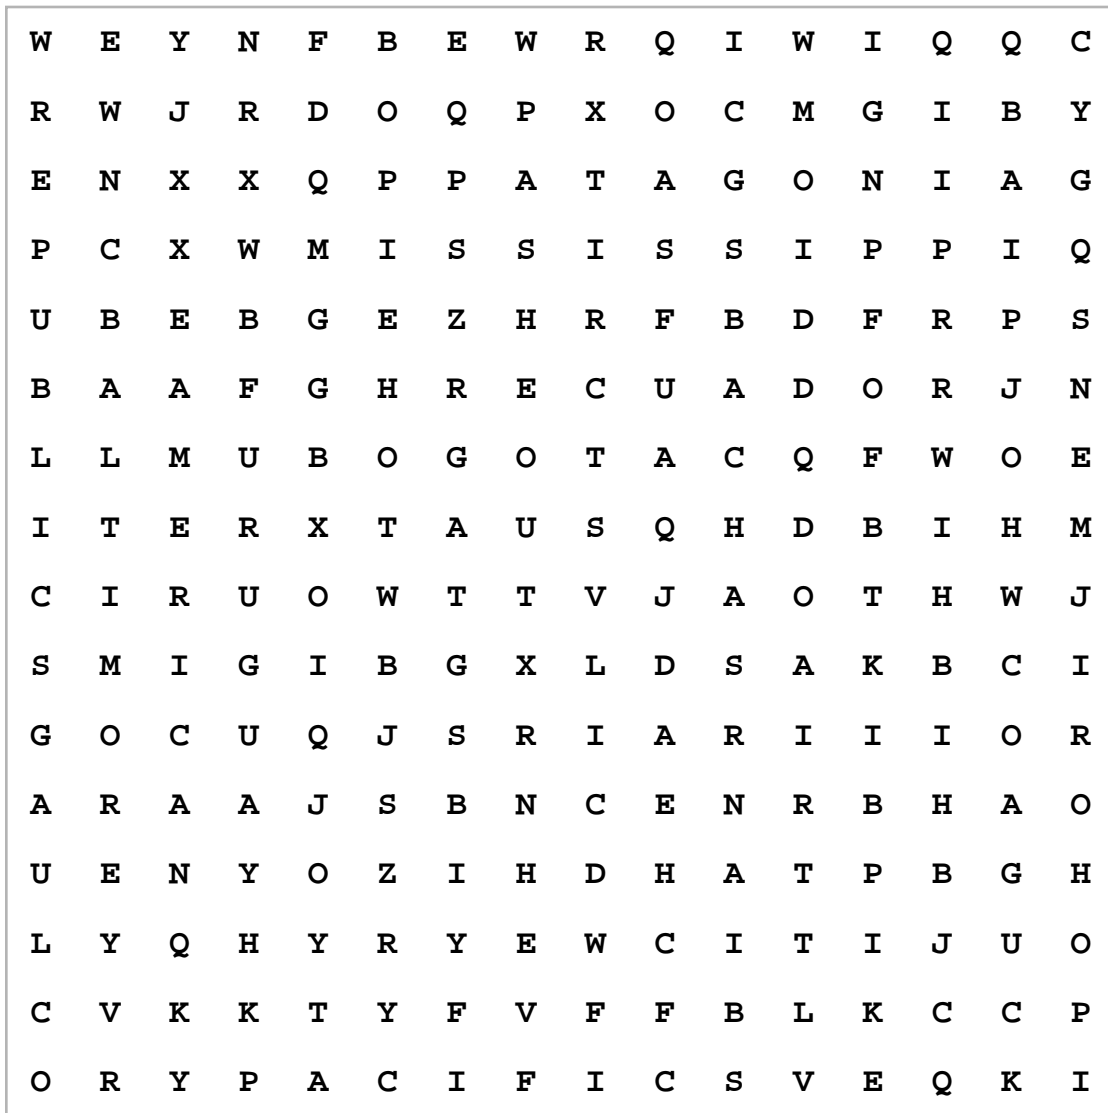 W E Y N F B E W R Q I W I Q Q C
R W J R D O Q P X O C M G I B Y
E N X X Q P P A T A G O N I A G
P C X W M I S S I S S I P P I Q
U B E B G E Z H R F B D F R P S
B A A F G H R E C U A D O R J N
L L M U B O G O T A C Q F W O E
I T E R X T A U S Q H D B I H M
C I R U O W T T V J A O T H W J
S M I G I B G X L D S A K B C I
G O C U Q J S R I A R I I I O R
A R A A J S B N C E N R B H A O
U E N Y O Z I H D H A T P B G H
L Y Q H Y R Y E W C I T I J U O
C V K K T Y F V F F B L K C C P
O R Y P A C I F I C S V E Q K I